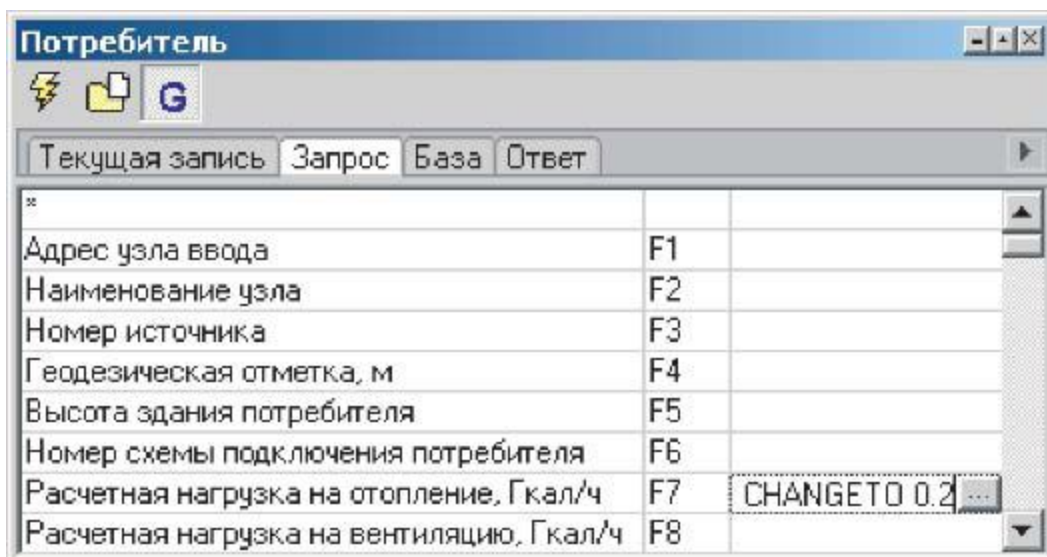 Потребитель
G
Текущая запись Запрос База Ответ
*
Адрес узла ввода F1
Наименование узла F2
Номер источника F3
Геодезическая отметка, м F4
Высота здания потребителя F5
Номер схемы подключения потребителя F6
Расчетная нагрузка на отопление, Гкал/ч F7 CHANGETO 0.2 ...
Расчетная нагрузка на вентиляцию, Гкал/ч F8